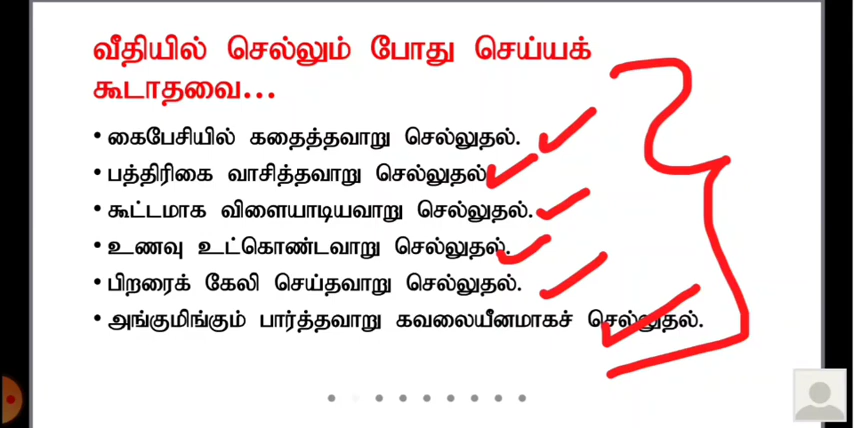 வீதியில் செல்லும் போது செய்யக்
கூடாதவை...
• கைபேசியில் கதைத்தவாறு செல்லுதல்.
• பத்திரிகை வாசித்தவாறு செல்லுதல்
• கூட்டமாக விளையாடியவாறு செல்லுதல்.
• உணவு உட்கொண்டவாறு செல்லுதல்.
• பிறரைக் கேலி செய்தவாறு செல்லுதல்.
• அங்குமிங்கும் பார்த்தவாறு கவலையீனமாகச் செல்லுதல்.